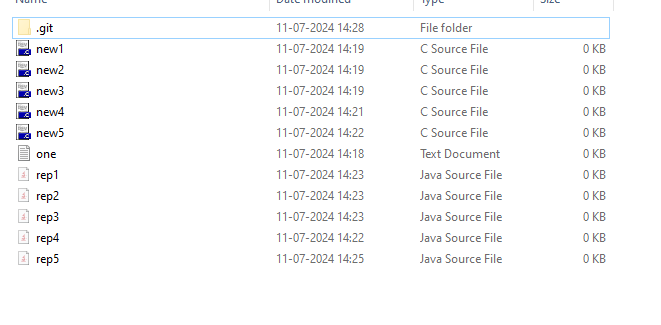 Name Date modified Type Size
.git 11-07-2024 14:28 File folder
new1 11-07-2024 14:19 C Source File 0 KB
new2 11-07-2024 14:19 C Source File 0 KB
new3 11-07-2024 14:19 C Source File 0 KB
new4 11-07-2024 14:21 C Source File 0 KB
new5 11-07-2024 14:22 C Source File 0 KB
one 11-07-2024 14:18 Text Document 0 KB
rep1 11-07-2024 14:23 Java Source File 0 KB
rep2 11-07-2024 14:23 Java Source File 0 KB
rep3 11-07-2024 14:23 Java Source File 0 KB
rep4 11-07-2024 14:22 Java Source File 0 KB
rep5 11-07-2024 14:25 Java Source File 0 KB